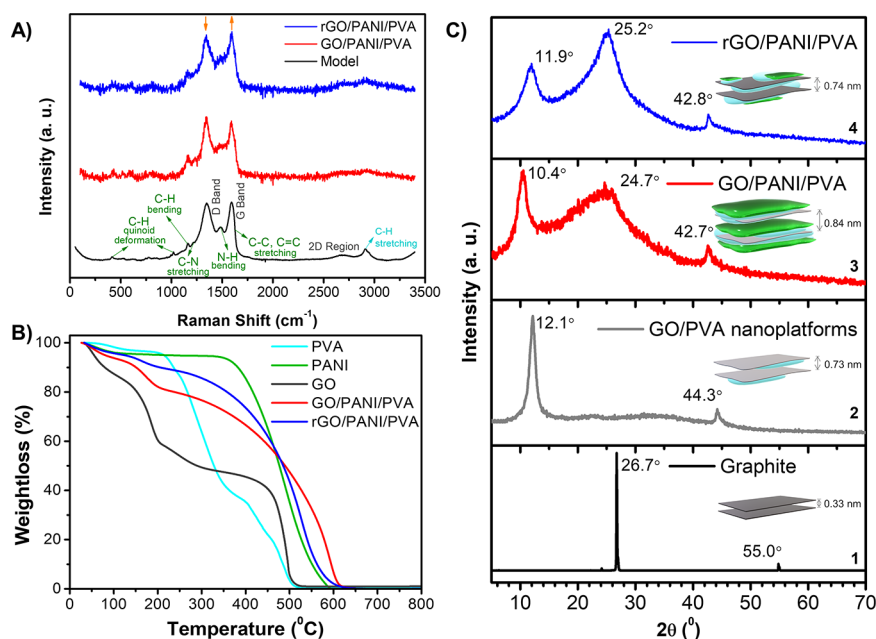 A)
rGO/PANI/PVA
GO/PANI/PVA
Model
Intensity (a. u.)
C-H
quinoid
deformation
C-H
bending
C-N
stretching
D Band
G Band
N-H
bending
C-C, C=C
stretching
2D Region
C-H
stretching
0 500 1000 1500 2000 2500 3000 3500
Raman Shift (cm⁻¹)
B)
PVA
PANI
GO
GO/PANI/PVA
rGO/PANI/PVA
Weightloss (%)
100
80
60
40
20
0
0 100 200 300 400 500 600 700 800
Temperature (⁰C)
C)
Intensity (a. u.)
rGO/PANI/PVA
11.9°
25.2°
42.8°
0.74 nm
4
GO/PANI/PVA
10.4°
24.7°
42.7°
0.84 nm
3
GO/PVA nanoplatforms
12.1°
44.3°
0.73 nm
2
Graphite
26.7°
55.0°
0.33 nm
1
10 20 30 40 50 60 70
2θ (⁰)